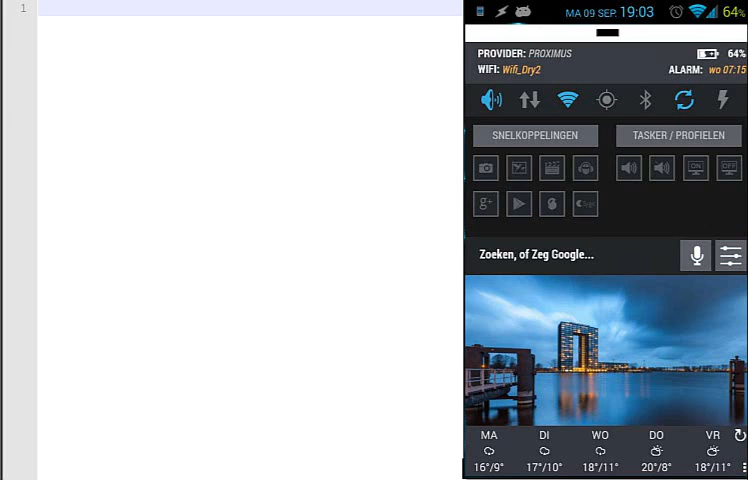 1
MA 09 SEP. 19:03 64%
PROVIDER: PROXIMUS 64%
WIFI: Wifi_Dry2 ALARM: wo 07:15
SNELKOPPELINGEN TASKER / PROFIELEN
ON OFF
g+
Zoeken, of Zeg Google...
MA DI WO DO VR
16°/9° 17°/10° 18°/11° 20°/8° 18°/11°